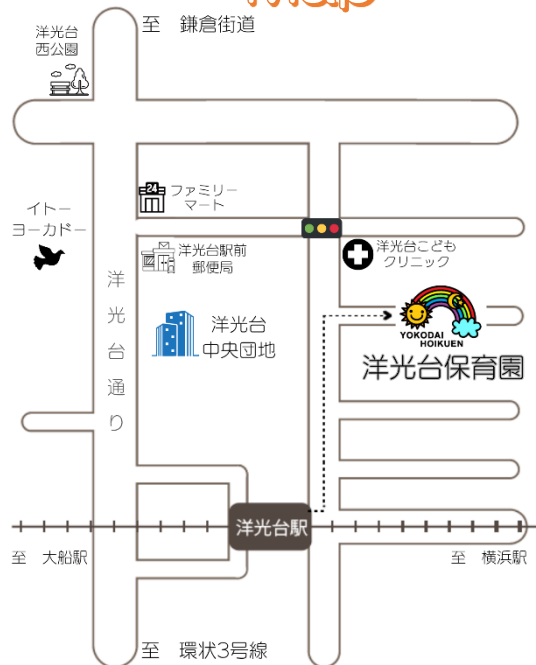 Map
至 鎌倉街道
洋光台
西公園
24
ファミリー
マート
イトー
ヨーカドー
洋光台駅前
郵便局
洋光台こども
クリニック
洋光台通り
洋光台
中央団地
YOKODAI
HOIKUEN
洋光台保育園
洋光台駅
至 大船駅
至 横浜駅
至 環状3号線